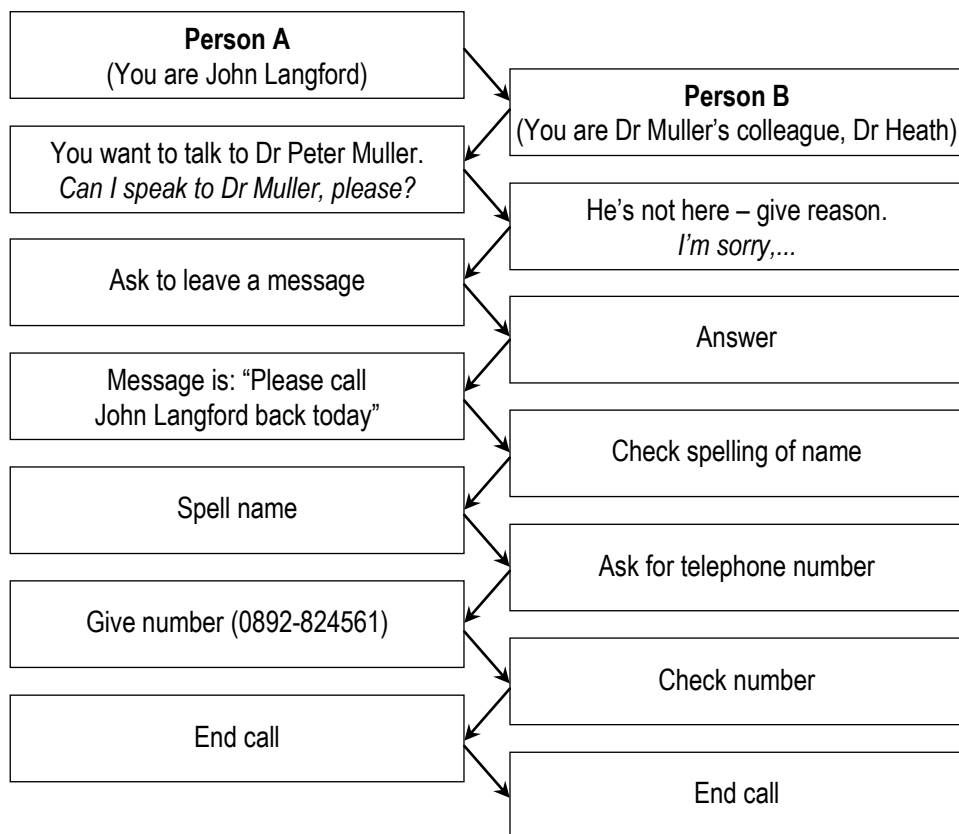 Person A
(You are John Langford)
Person B
(You are Dr Muller’s colleague, Dr Heath)
You want to talk to Dr Peter Muller.
Can I speak to Dr Muller, please?
He’s not here – give reason.
I’m sorry,...
Ask to leave a message
Answer
Message is: “Please call
John Langford back today”
Check spelling of name
Spell name
Ask for telephone number
Give number (0892-824561)
Check number
End call
End call